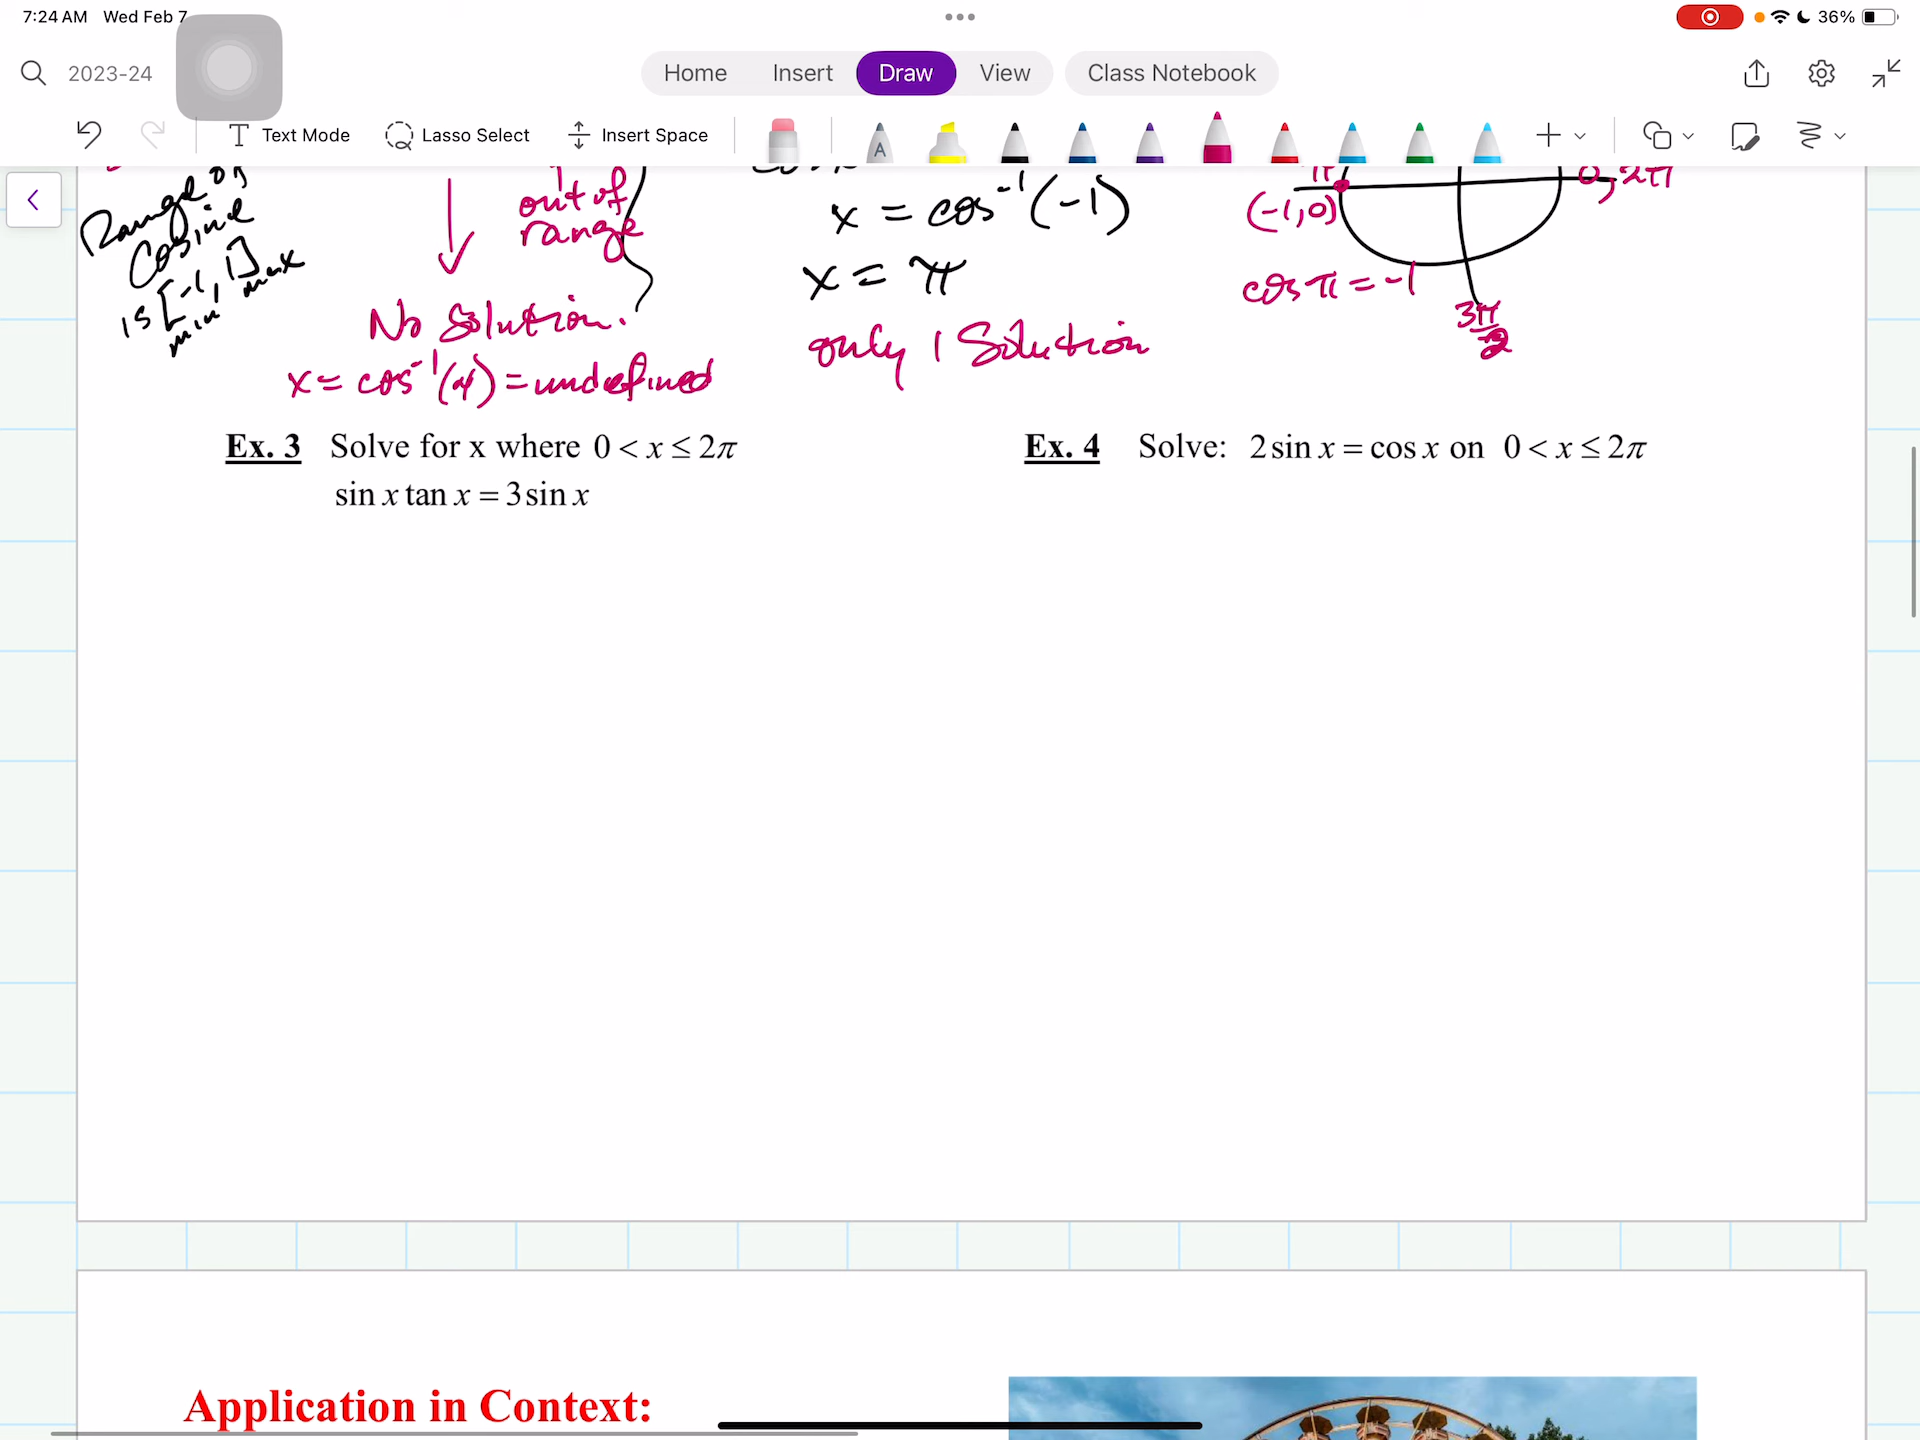 7:24 AM Wed Feb 7
36%
2023-24
Home Insert Draw View Class Notebook
Text Mode Lasso Select Insert Space
A
Range of
Cosine
is [-1, 1]
min, max
out of
range
No Solution.
x = cos⁻¹(4) = undefined
x = cos⁻¹(-1)
x = π
only 1 Solution
π
0, 2π
(-1,0)
cos π = -1
3π
2
Ex. 3 Solve for x where 0 < x ≤ 2π
sin x tan x = 3 sin x
Ex. 4 Solve: 2 sin x = cos x on 0 < x ≤ 2π
Application in Context: